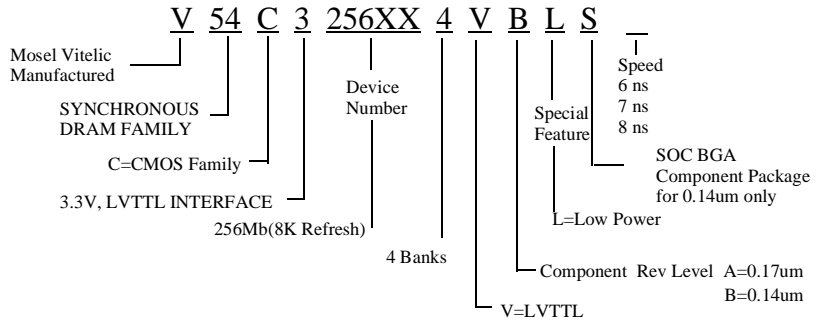 V 54 C 3 256XX 4 V B L S
Mosel Vitelic
Manufactured
SYNCHRONOUS
DRAM FAMILY
C=CMOS Family
3.3V, LVTTL INTERFACE
Device
Number
256Mb(8K Refresh)
4 Banks
V=LVTTL
Component Rev Level A=0.17um
B=0.14um
Special
Feature
L=Low Power
SOC BGA
Component Package
for 0.14um only
Speed
6 ns
7 ns
8 ns